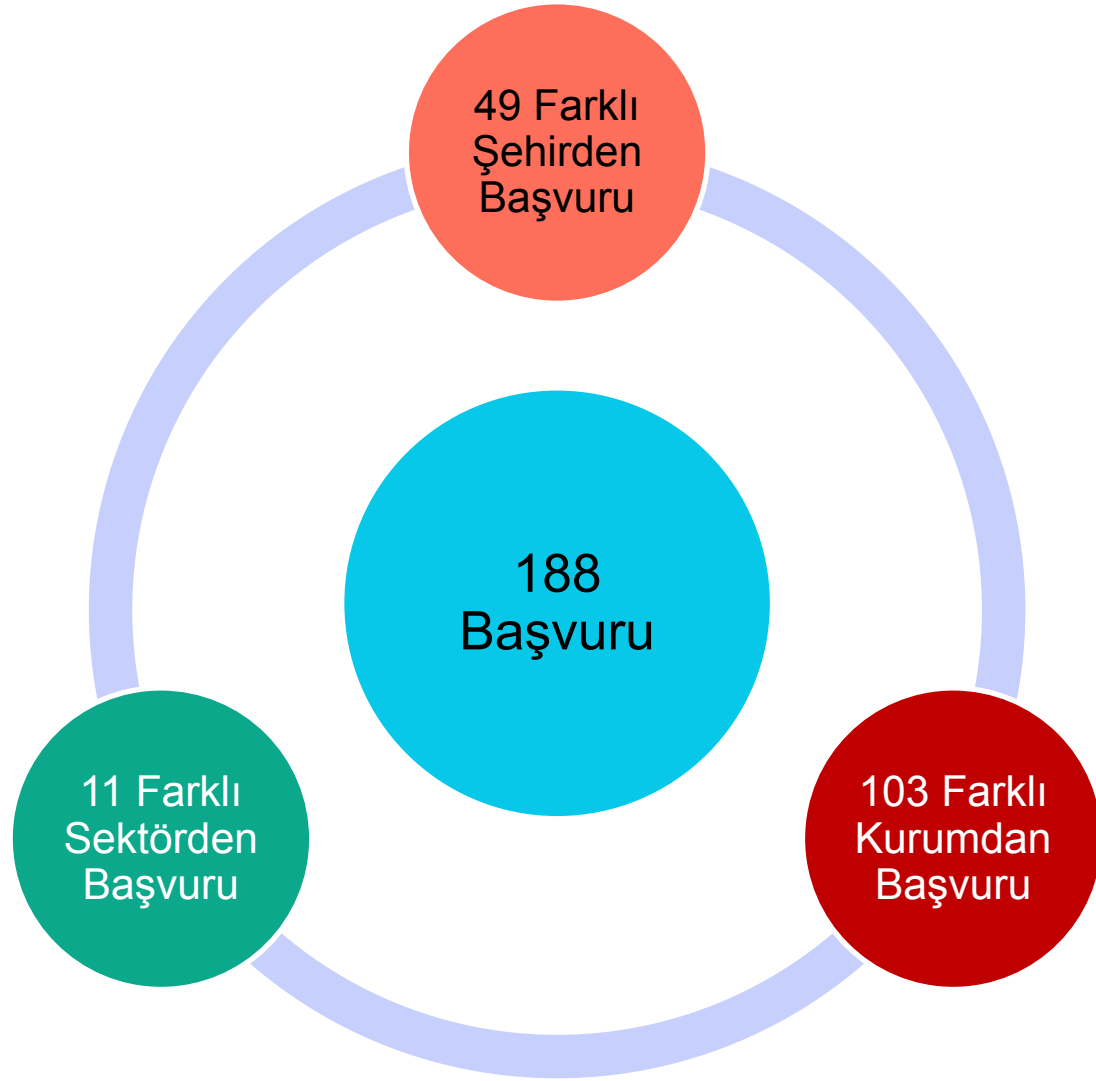 49 Farklı
Şehirden
Başvuru
188
Başvuru
11 Farklı
Sektörden
Başvuru
103 Farklı
Kurumdan
Başvuru